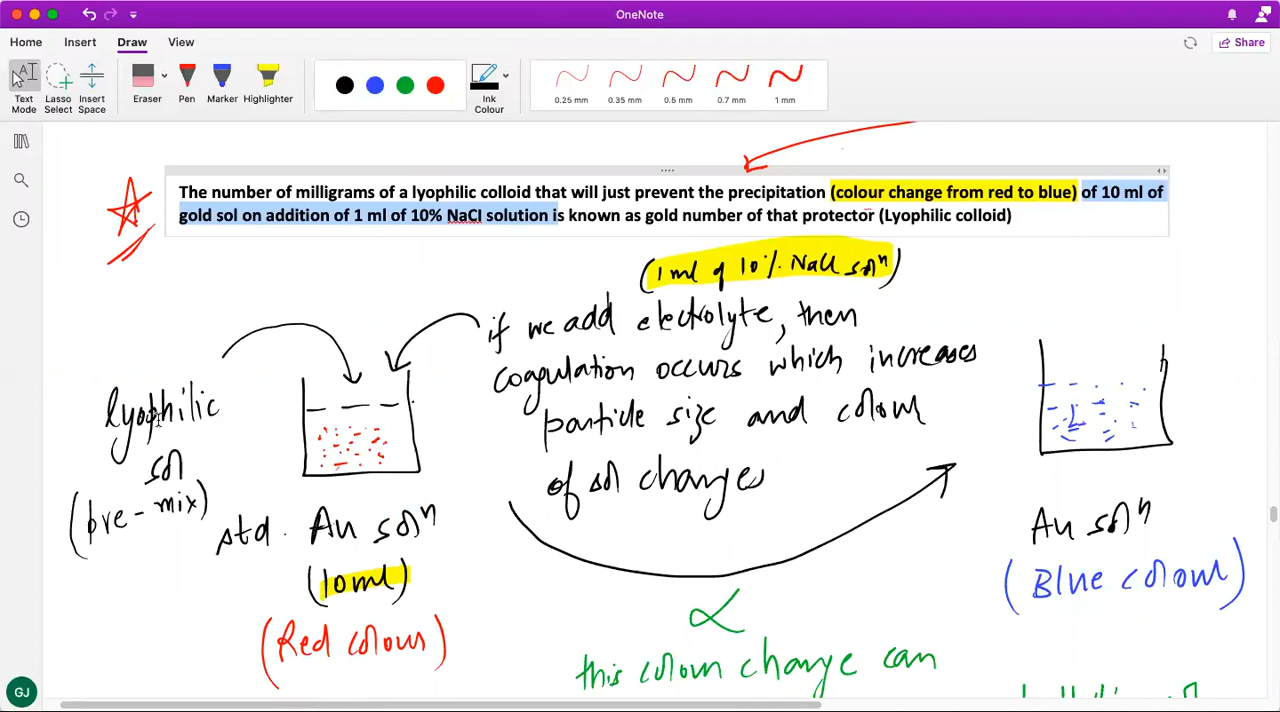 OneNote
Home Insert Draw View
Share
Text Mode
Lasso Select
Insert Space
Eraser
Pen
Marker
Highlighter
Ink Colour
0.25 mm 0.35 mm 0.5 mm 0.7 mm 1 mm
The number of milligrams of a lyophilic colloid that will just prevent the precipitation (colour change from red to blue) of 10 ml of
gold sol on addition of 1 ml of 10% NaCl solution is known as gold number of that protector (Lyophilic colloid)
(1 ml of 10% NaCl solⁿ)
if we add electrolyte, then
coagulation occurs which increases
particle size and colour
of sol changes
lyophilic
sol
(pre-mix)
std. Au solⁿ
(10ml)
(Red colour)
Au solⁿ
(Blue colour)
this colour change can
GJ